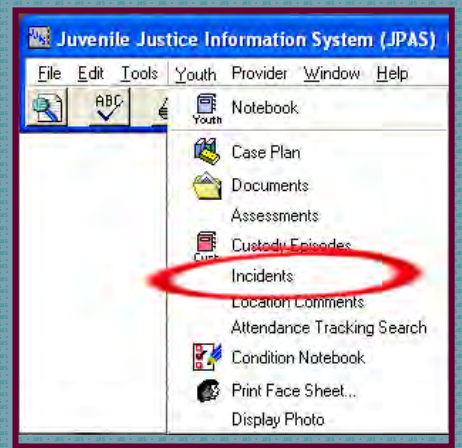 Juvenile Justice Information System (JPAS)
File Edit Tools Youth Provider Window Help
ABC
Youth Notebook
Case Plan
Documents
Assessments
Cust Custody Episodes
Incidents
Location Comments
Attendance Tracking Search
Condition Notebook
Print Face Sheet...
Display Photo